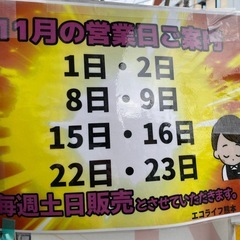 11月の営業日ご案内
1日・2日
8日・9日
15日・16日
22日・23日
毎週土日販売とさせていただきます。
エコライフ熊本